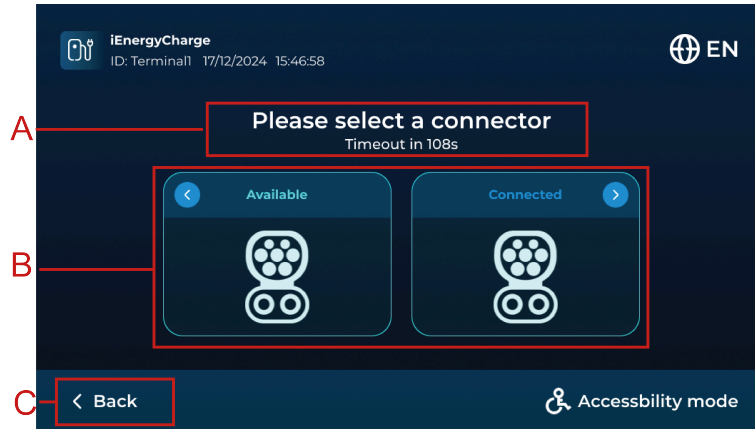 iEnergyCharge
ID: Terminal1 17/12/2024 15:46:58
EN
A
Please select a connector
Timeout in 108s
Available
Connected
B
C
Back
Accessbility mode